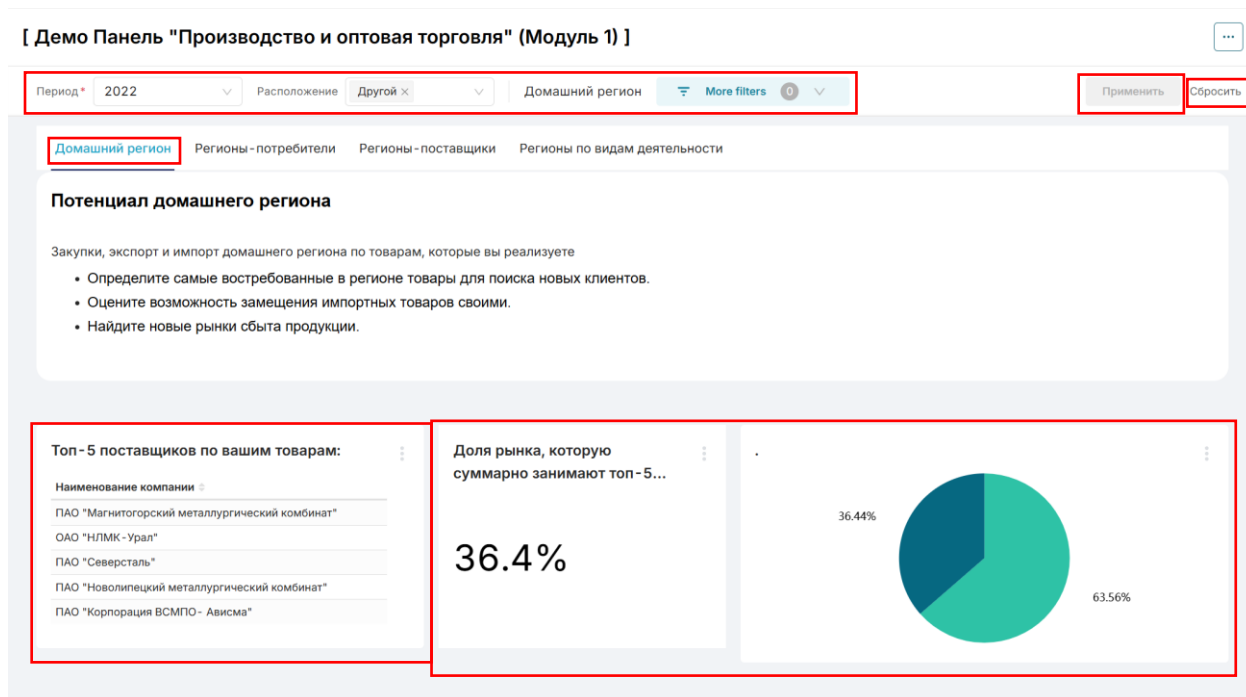 [ Демо Панель "Производство и оптовая торговля" (Модуль 1) ]
...
Период* 2022 Расположение Другой × Домашний регион More filters 0 Применить Сбросить
Домашний регион Регионы-потребители Регионы-поставщики Регионы по видам деятельности
Потенциал домашнего региона
Закупки, экспорт и импорт домашнего региона по товарам, которые вы реализуете
• Определите самые востребованные в регионе товары для поиска новых клиентов.
• Оцените возможность замещения импортных товаров своими.
• Найдите новые рынки сбыта продукции.
Топ-5 поставщиков по вашим товарам:
Наименование компании
ПАО "Магнитогорский металлургический комбинат"
ОАО "НЛМК-Урал"
ПАО "Северсталь"
ПАО "Новолипецкий металлургический комбинат"
ПАО "Корпорация ВСМПО- Ависма"
Доля рынка, которую
суммарно занимают топ-5...
36.4%
.
36.44%
63.56%